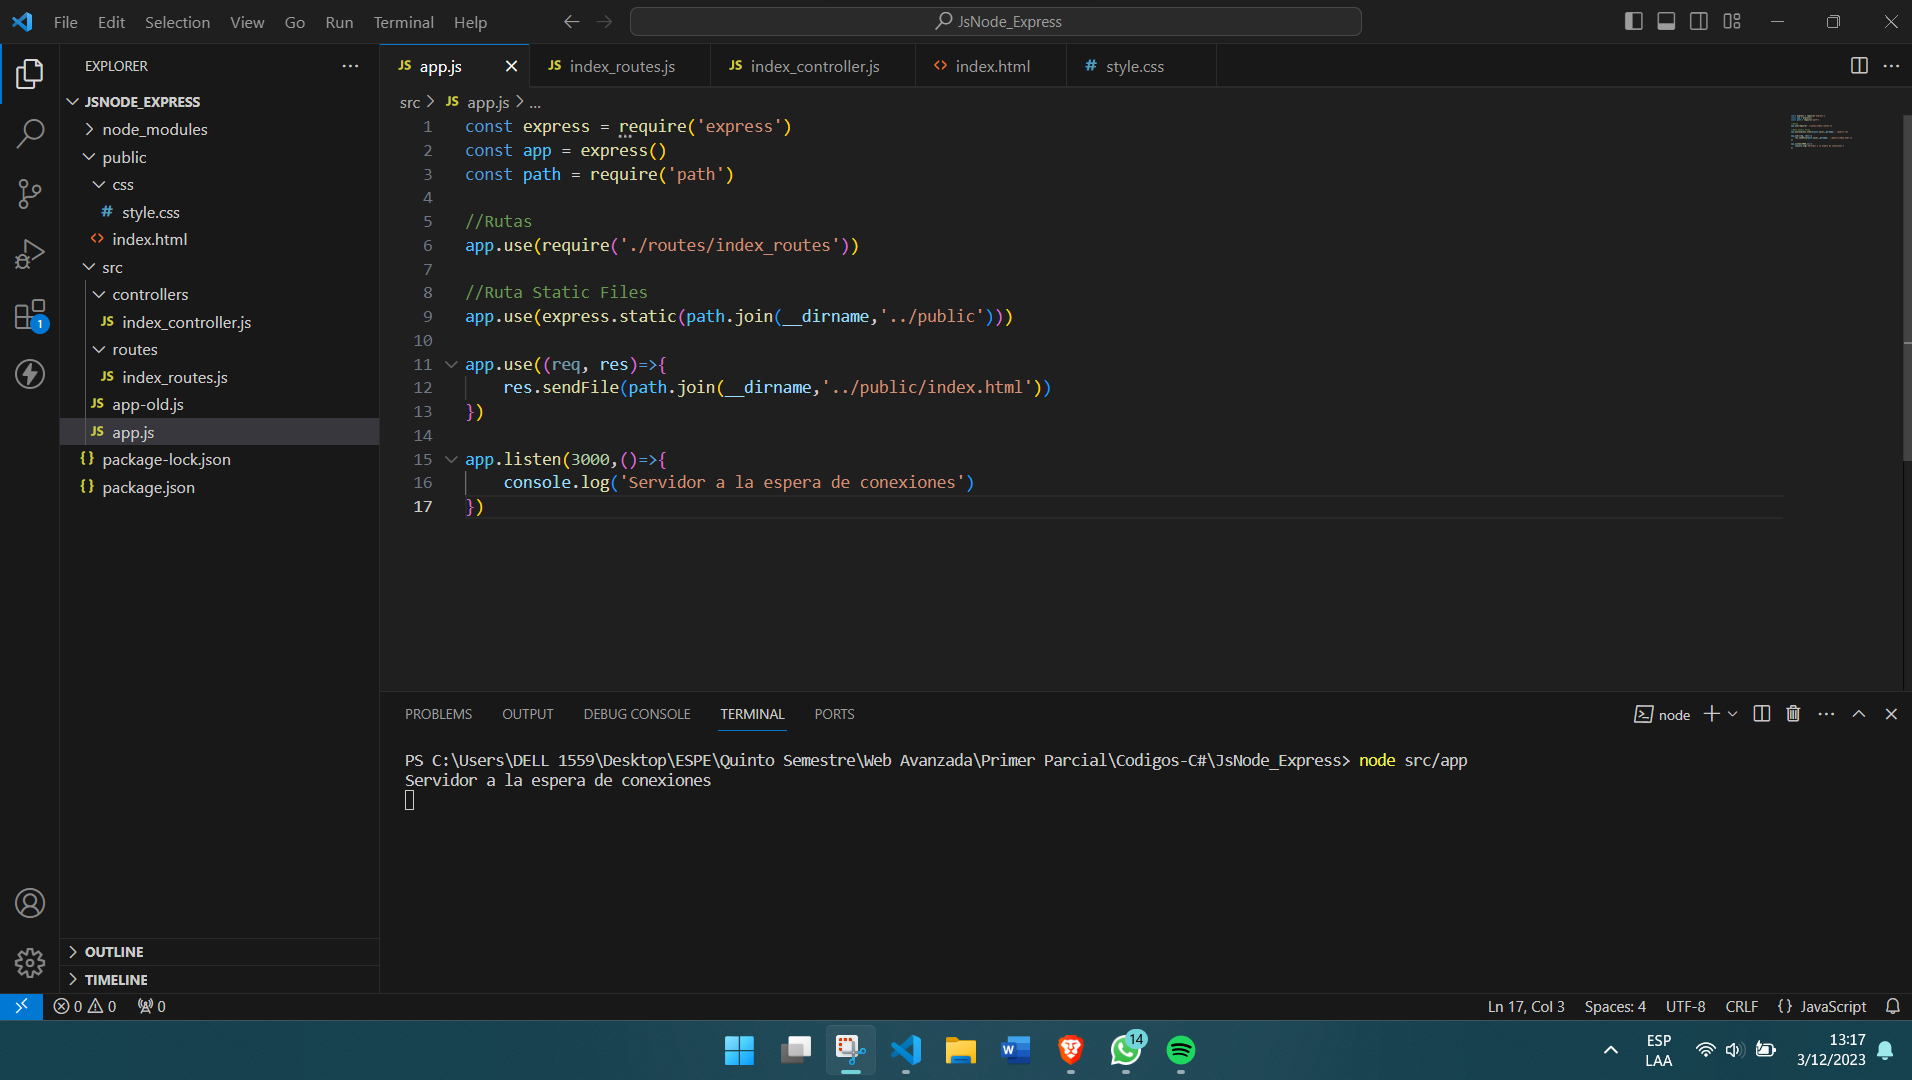 File Edit Selection View Go Run Terminal Help
JsNode_Express
EXPLORER
JSNODE_EXPRESS
node_modules
public
css
# style.css
<> index.html
src
controllers
JS index_controller.js
routes
JS index_routes.js
JS app-old.js
JS app.js
{} package-lock.json
{} package.json
OUTLINE
TIMELINE
1
JS app.js
JS index_routes.js
JS index_controller.js
<> index.html
# style.css
src > JS app.js > ...
1 const express = require('express')
2 const app = express()
3 const path = require('path')
4
5 //Rutas
6 app.use(require('./routes/index_routes'))
7
8 //Ruta Static Files
9 app.use(express.static(path.join(__dirname,'../public')))
10
11 app.use((req, res)=>{
12     res.sendFile(path.join(__dirname,'../public/index.html'))
13 })
14
15 app.listen(3000,()=>{
16     console.log('Servidor a la espera de conexiones')
17 })
PROBLEMS OUTPUT DEBUG CONSOLE TERMINAL PORTS
node
PS C:\Users\DELL 1559\Desktop\ESPE\Quinto Semestre\Web Avanzada\Primer Parcial\Codigos-C#\JsNode_Express> node src/app
Servidor a la espera de conexiones
0 0 0
Ln 17, Col 3 Spaces: 4 UTF-8 CRLF {} JavaScript
W
14
ESP
LAA
13:17
3/12/2023